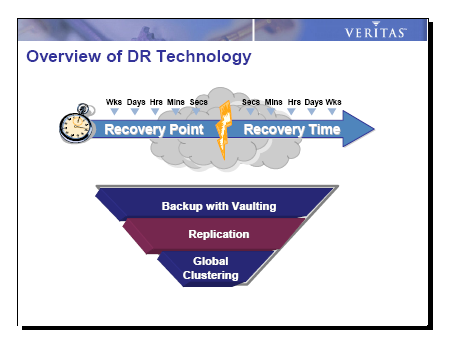 VERITAS
Overview of DR Technology
Wks Days Hrs Mins Secs Secs Mins Hrs Days Wks
Recovery Point Recovery Time
Backup with Vaulting
Replication
Global
Clustering